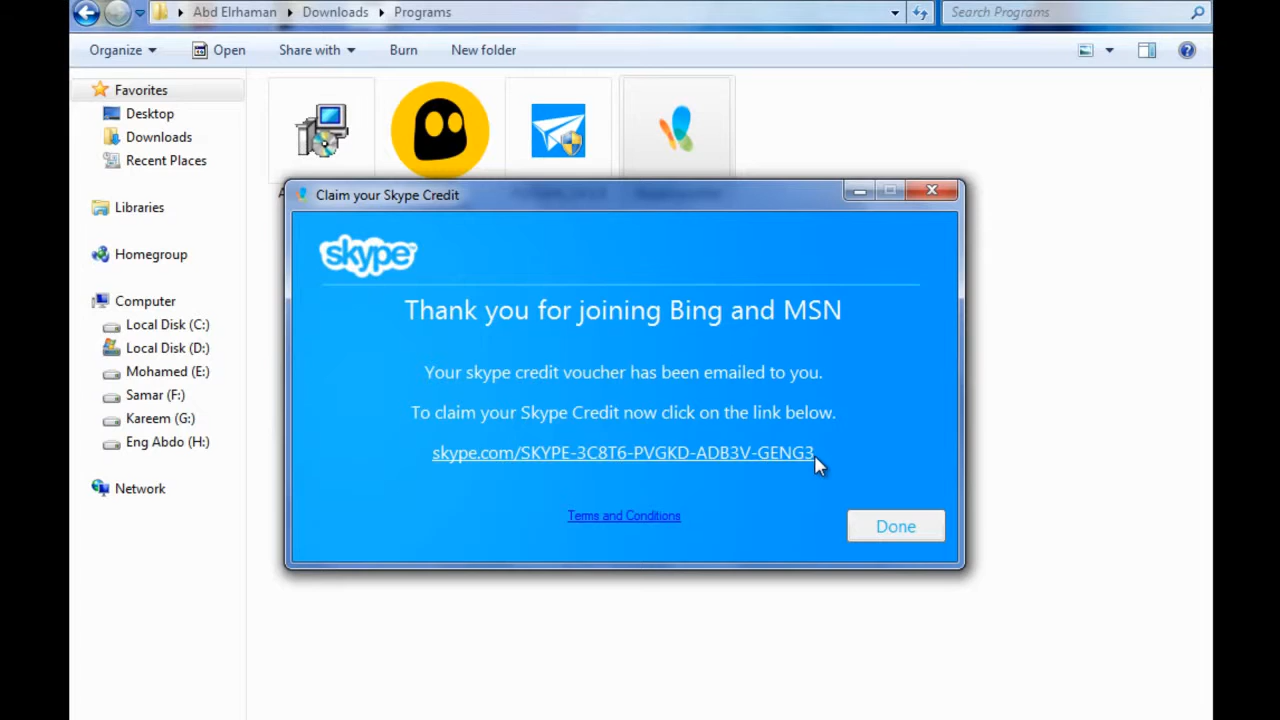 Abd Elrhaman Downloads Programs
Search Programs
Organize Open Share with Burn New folder
Favorites
Desktop
Downloads
Recent Places
Libraries
Homegroup
Computer
Local Disk (C:)
Local Disk (D:)
Mohamed (E:)
Samar (F:)
Kareem (G:)
Eng Abdo (H:)
Network
Claim your Skype Credit
skype™
Thank you for joining Bing and MSN
Your skype credit voucher has been emailed to you.
To claim your Skype Credit now click on the link below.
skype.com/SKYPE-3C8T6-PVGKD-ADB3V-GENG3
Terms and Conditions
Done